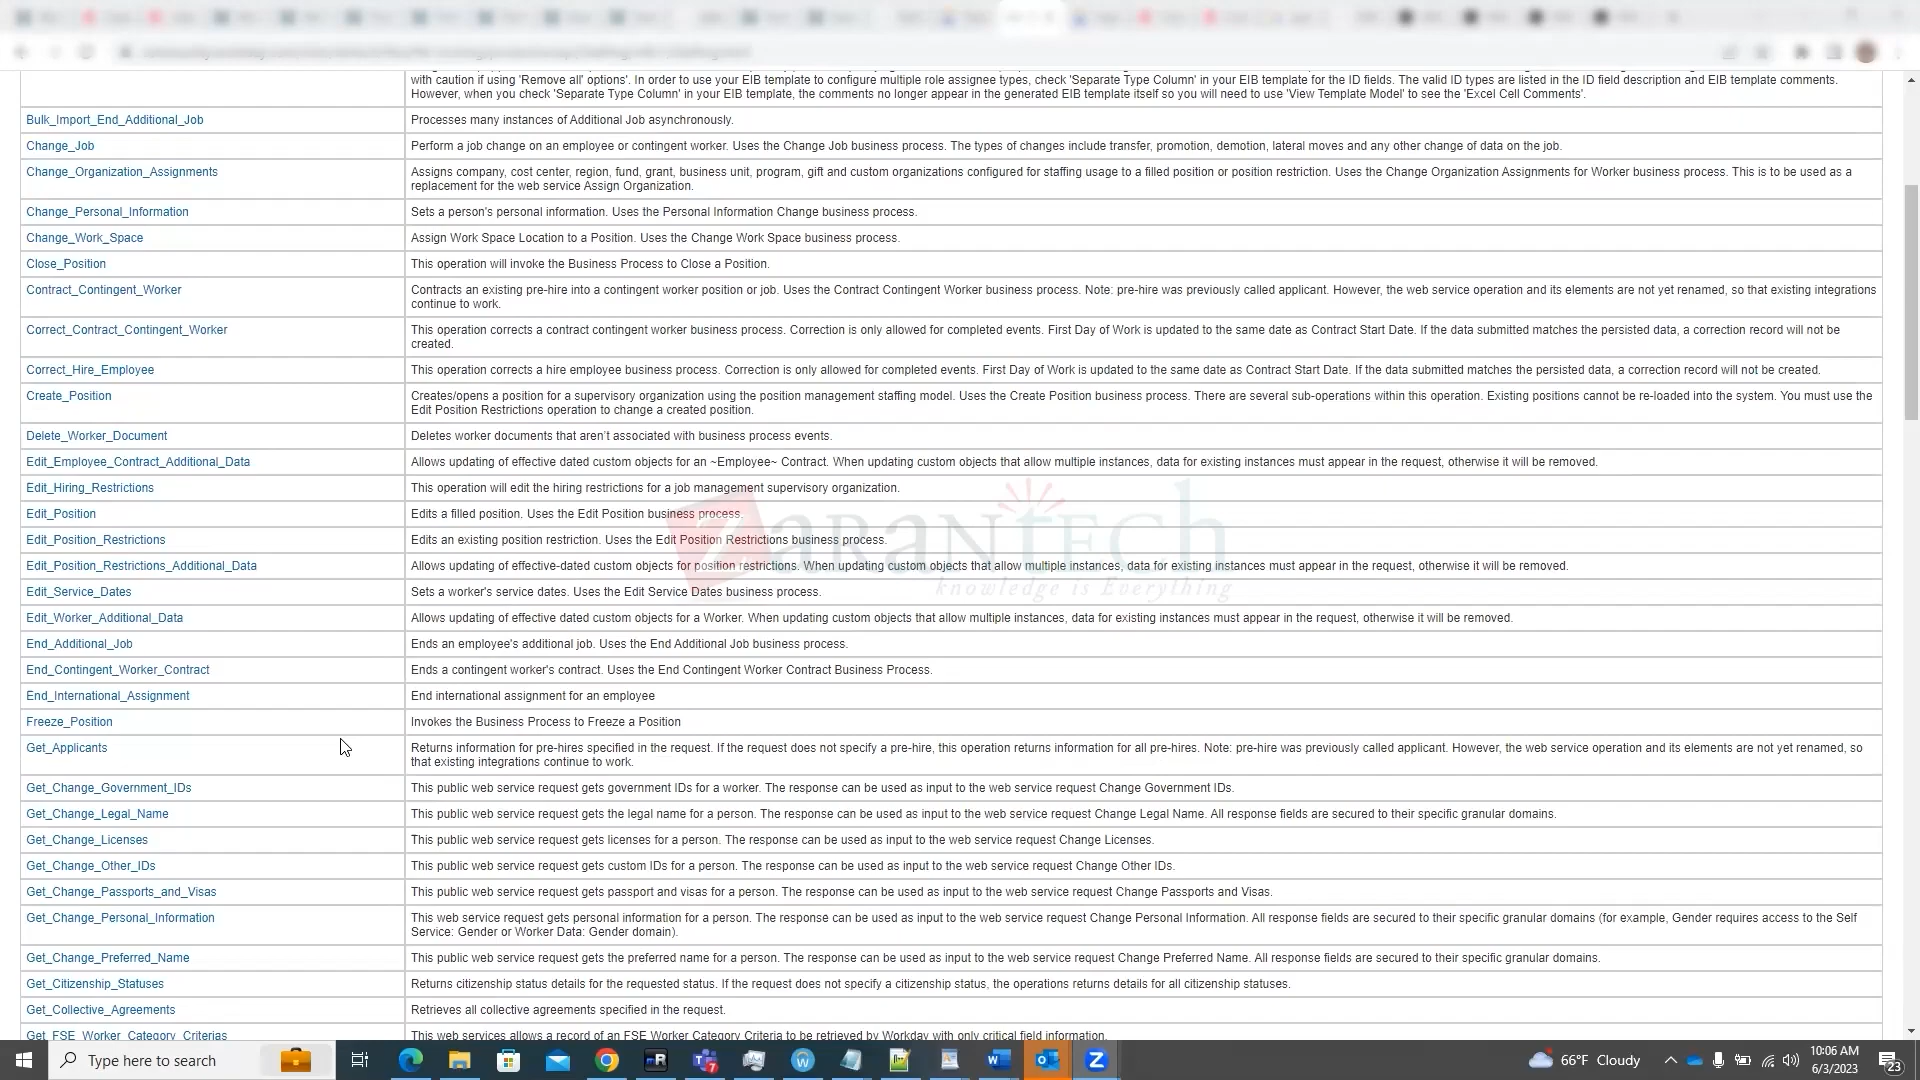 with caution if using 'Remove all' options'. In order to use your EIB template to configure multiple role assignee types, check 'Separate Type Column' in your EIB template for the ID fields. The valid ID types are listed in the ID field description and EIB template comments.
However, when you check 'Separate Type Column' in your EIB template, the comments no longer appear in the generated EIB template itself so you will need to use 'View Template Model' to see the 'Excel Cell Comments'.
Bulk_Import_End_Additional_Job
Processes many instances of Additional Job asynchronously.
Change_Job
Perform a job change on an employee or contingent worker. Uses the Change Job business process. The types of changes include transfer, promotion, demotion, lateral moves and any other change of data on the job.
Change_Organization_Assignments
Assigns company, cost center, region, fund, grant, business unit, program, gift and custom organizations configured for staffing usage to a filled position or position restriction. Uses the Change Organization Assignments for Worker business process. This is to be used as a
replacement for the web service Assign Organization.
Change_Personal_Information
Sets a person's personal information. Uses the Personal Information Change business process.
Change_Work_Space
Assign Work Space Location to a Position. Uses the Change Work Space business process.
Close_Position
This operation will invoke the Business Process to Close a Position.
Contract_Contingent_Worker
Contracts an existing pre-hire into a contingent worker position or job. Uses the Contract Contingent Worker business process. Note: pre-hire was previously called applicant. However, the web service operation and its elements are not yet renamed, so that existing integrations
continue to work.
Correct_Contract_Contingent_Worker
This operation corrects a contract contingent worker business process. Correction is only allowed for completed events. First Day of Work is updated to the same date as Contract Start Date. If the data submitted matches the persisted data, a correction record will not be
created.
Correct_Hire_Employee
This operation corrects a hire employee business process. Correction is only allowed for completed events. First Day of Work is updated to the same date as Contract Start Date. If the data submitted matches the persisted data, a correction record will not be created.
Create_Position
Creates/opens a position for a supervisory organization using the position management staffing model. Uses the Create Position business process. There are several sub-operations within this operation. Existing positions cannot be re-loaded into the system. You must use the
Edit Position Restrictions operation to change a created position.
Delete_Worker_Document
Deletes worker documents that aren't associated with business process events.
Edit_Employee_Contract_Additional_Data
Allows updating of effective dated custom objects for an ~Employee~ Contract. When updating custom objects that allow multiple instances, data for existing instances must appear in the request, otherwise it will be removed.
Edit_Hiring_Restrictions
This operation will edit the hiring restrictions for a job management supervisory organization.
Edit_Position
Edits a filled position. Uses the Edit Position business process.
Edit_Position_Restrictions
Edits an existing position restriction. Uses the Edit Position Restrictions business process.
ZaranTech
Edit_Position_Restrictions_Additional_Data
Allows updating of effective-dated custom objects for position restrictions. When updating custom objects that allow multiple instances, data for existing instances must appear in the request, otherwise it will be removed.
knowledge is Everything
Edit_Service_Dates
Sets a worker's service dates. Uses the Edit Service Dates business process.
Edit_Worker_Additional_Data
Allows updating of effective dated custom objects for a Worker. When updating custom objects that allow multiple instances, data for existing instances must appear in the request, otherwise it will be removed.
End_Additional_Job
Ends an employee's additional job. Uses the End Additional Job business process.
End_Contingent_Worker_Contract
Ends a contingent worker's contract. Uses the End Contingent Worker Contract Business Process.
End_International_Assignment
End international assignment for an employee
Freeze_Position
Invokes the Business Process to Freeze a Position
Get_Applicants
Returns information for pre-hires specified in the request. If the request does not specify a pre-hire, this operation returns information for all pre-hires. Note: pre-hire was previously called applicant. However, the web service operation and its elements are not yet renamed, so
that existing integrations continue to work.
Get_Change_Government_IDs
This public web service request gets government IDs for a worker. The response can be used as input to the web service request Change Government IDs.
Get_Change_Legal_Name
This public web service request gets the legal name for a person. The response can be used as input to the web service request Change Legal Name. All response fields are secured to their specific granular domains.
Get_Change_Licenses
This public web service request gets licenses for a person. The response can be used as input to the web service request Change Licenses.
Get_Change_Other_IDs
This public web service request gets custom IDs for a person. The response can be used as input to the web service request Change Other IDs.
Get_Change_Passports_and_Visas
This public web service request gets passport and visas for a person. The response can be used as input to the web service request Change Passports and Visas.
Get_Change_Personal_Information
This web service request gets personal information for a person. The response can be used as input to the web service request Change Personal Information. All response fields are secured to their specific granular domains (for example, Gender requires access to the Self
Service: Gender or Worker Data: Gender domain).
Get_Change_Preferred_Name
This public web service request gets the preferred name for a person. The response can be used as input to the web service request Change Preferred Name. All response fields are secured to their specific granular domains.
Get_Citizenship_Statuses
Returns citizenship status details for the requested status. If the request does not specify a citizenship status, the operations returns details for all citizenship statuses.
Get_Collective_Agreements
Retrieves all collective agreements specified in the request.
Get_FSE_Worker_Category_Criterias
This web services allows a record of an FSE Worker Category Criteria to be retrieved by Workday with only critical field information.
Type here to search
66°F Cloudy
10:06 AM
6/3/2023
23